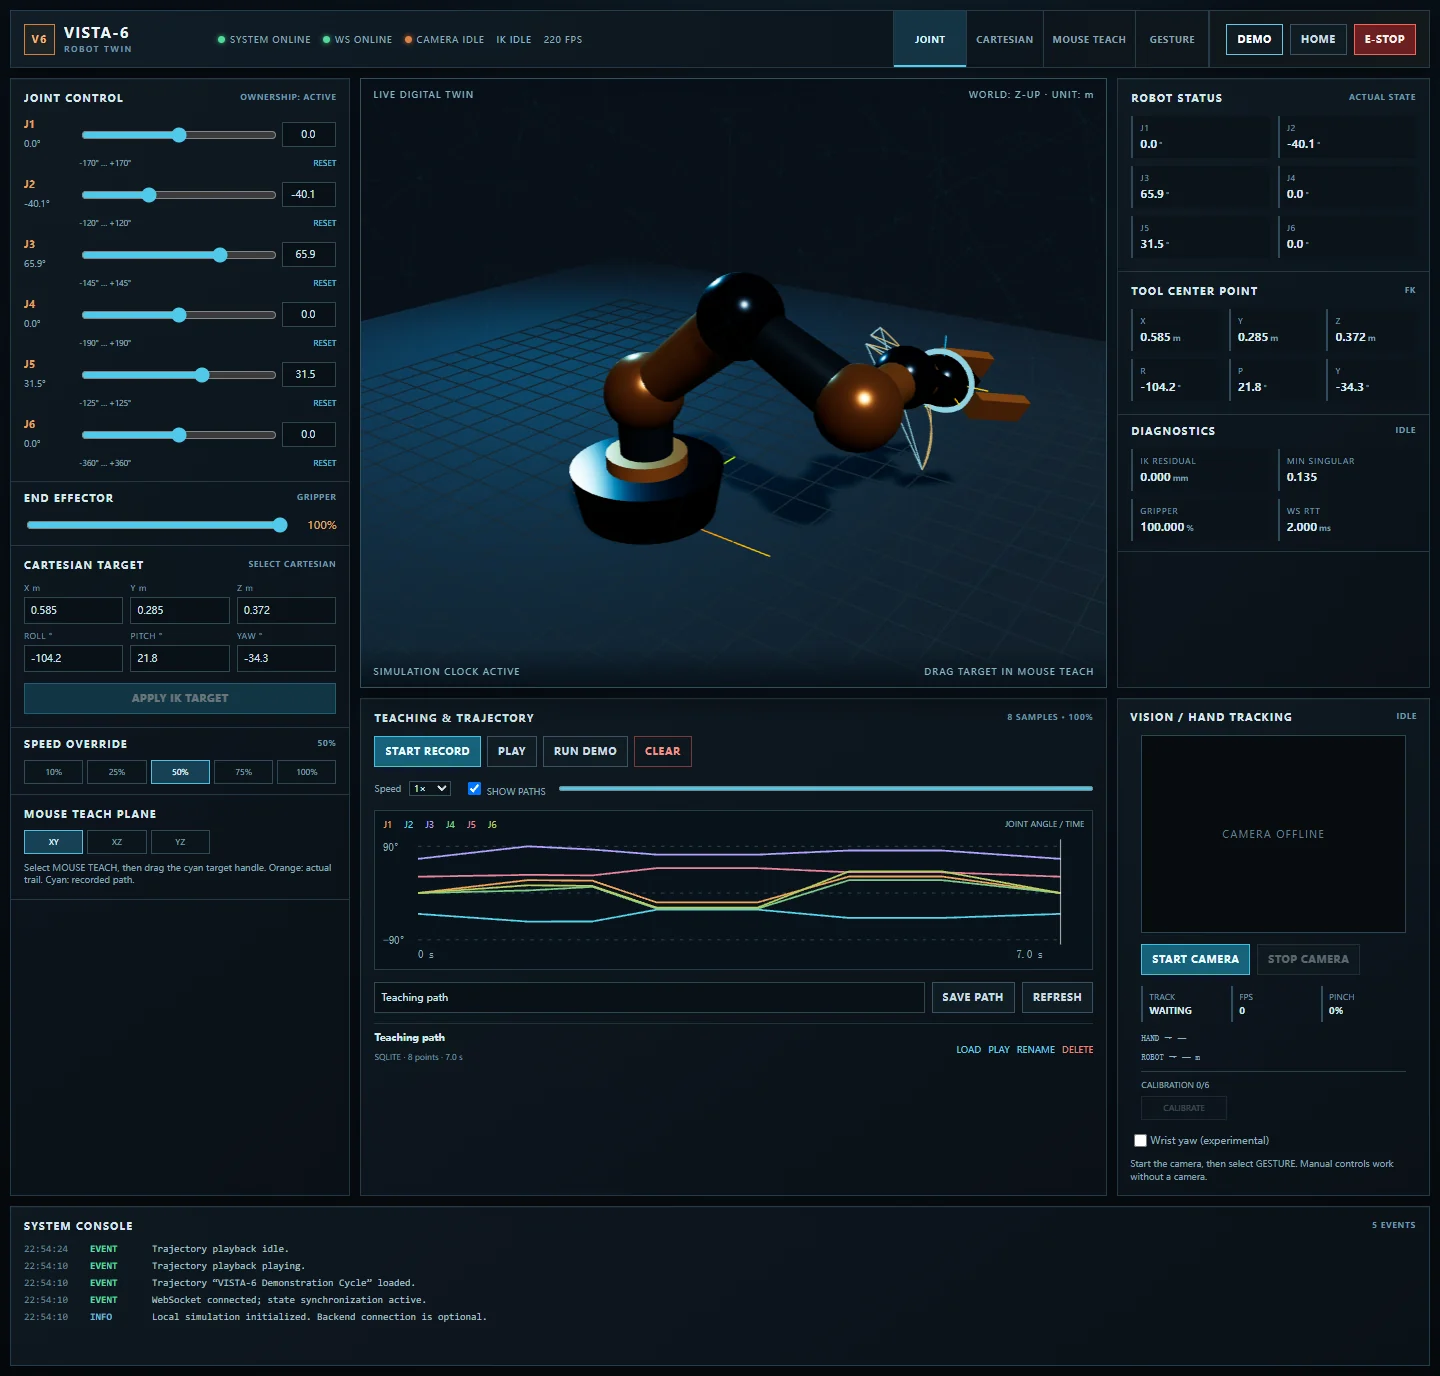 V6
VISTA-6
ROBOT TWIN
SYSTEM ONLINE
WS ONLINE
CAMERA IDLE
IK IDLE
220 FPS
JOINT
CARTESIAN
MOUSE TEACH
GESTURE
DEMO
HOME
E-STOP
JOINT CONTROL
OWNERSHIP: ACTIVE
J1
0.0°
0.0
-170° … +170°
RESET
J2
-40.1°
-40.1
-120° … +120°
RESET
J3
65.9°
65.9
-145° … +145°
RESET
J4
0.0°
0.0
-190° … +190°
RESET
J5
31.5°
31.5
-125° … +125°
RESET
J6
0.0°
0.0
-360° … +360°
RESET
END EFFECTOR
GRIPPER
100%
CARTESIAN TARGET
SELECT CARTESIAN
X m
Y m
Z m
0.585
0.285
0.372
ROLL °
PITCH °
YAW °
-104.2
21.8
-34.3
APPLY IK TARGET
SPEED OVERRIDE
50%
10%
25%
50%
75%
100%
MOUSE TEACH PLANE
XY
XZ
YZ
Select MOUSE TEACH, then drag the cyan target handle. Orange: actual
trail. Cyan: recorded path.
LIVE DIGITAL TWIN
WORLD: Z-UP · UNIT: m
SIMULATION CLOCK ACTIVE
DRAG TARGET IN MOUSE TEACH
TEACHING & TRAJECTORY
8 SAMPLES • 100%
START RECORD
PLAY
RUN DEMO
CLEAR
Speed
1×
SHOW PATHS
J1 J2 J3 J4 J5 J6
JOINT ANGLE / TIME
90°
-90°
0 s
7.0 s
Teaching path
SAVE PATH
REFRESH
Teaching path
SQLITE · 8 points · 7.0 s
LOAD
PLAY
RENAME
DELETE
ROBOT STATUS
ACTUAL STATE
J1
0.0 °
J2
-40.1 °
J3
65.9 °
J4
0.0 °
J5
31.5 °
J6
0.0 °
TOOL CENTER POINT
FK
X
0.585 m
Y
0.285 m
Z
0.372 m
R
-104.2 °
P
21.8 °
Y
-34.3 °
DIAGNOSTICS
IDLE
IK RESIDUAL
0.000 mm
MIN SINGULAR
0.135
GRIPPER
100.000 %
WS RTT
2.000 ms
VISION / HAND TRACKING
IDLE
CAMERA OFFLINE
START CAMERA
STOP CAMERA
TRACK
WAITING
FPS
0
PINCH
0%
HAND — —
ROBOT — — m
CALIBRATION 0/6
CALIBRATE
Wrist yaw (experimental)
Start the camera, then select GESTURE. Manual controls work
without a camera.
SYSTEM CONSOLE
5 EVENTS
22:54:24 EVENT Trajectory playback idle.
22:54:10 EVENT Trajectory playback playing.
22:54:10 EVENT Trajectory “VISTA-6 Demonstration Cycle” loaded.
22:54:10 EVENT WebSocket connected; state synchronization active.
22:54:10 INFO Local simulation initialized. Backend connection is optional.